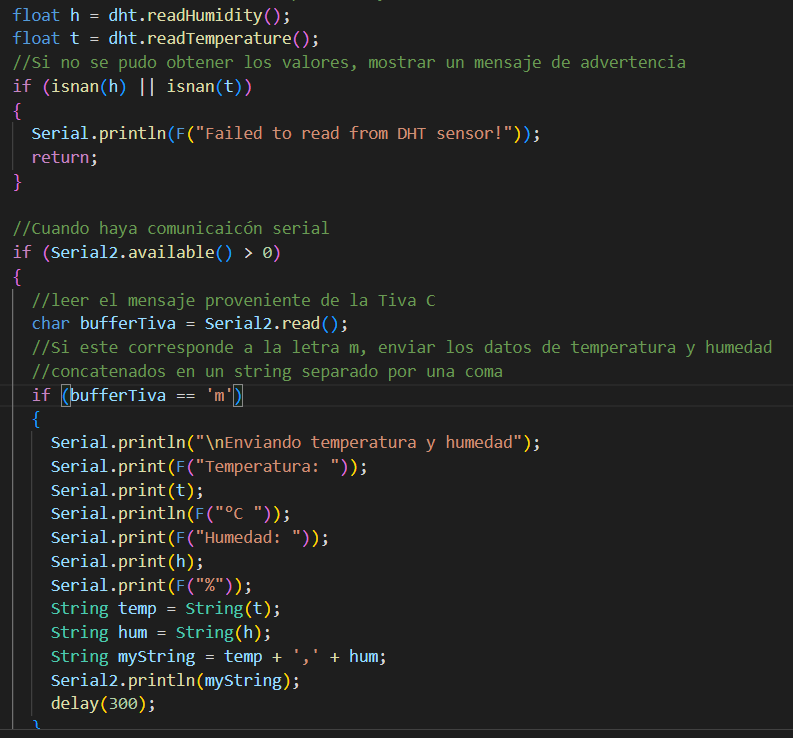 float h = dht.readHumidity();
float t = dht.readTemperature();
//Si no se pudo obtener los valores, mostrar un mensaje de advertencia
if (isnan(h) || isnan(t))
{
Serial.println(F("Failed to read from DHT sensor!"));
return;
}
//Cuando haya comunicaicón serial
if (Serial2.available() > 0)
{
//leer el mensaje proveniente de la Tiva C
char bufferTiva = Serial2.read();
//Si este corresponde a la letra m, enviar los datos de temperatura y humedad
//concatenados en un string separado por una coma
if (bufferTiva == 'm')
{
Serial.println("\nEnviando temperatura y humedad");
Serial.print(F("Temperatura: "));
Serial.print(t);
Serial.println(F("°C "));
Serial.print(F("Humedad: "));
Serial.print(h);
Serial.print(F("%"));
String temp = String(t);
String hum = String(h);
String myString = temp + ',' + hum;
Serial2.println(myString);
delay(300);
}